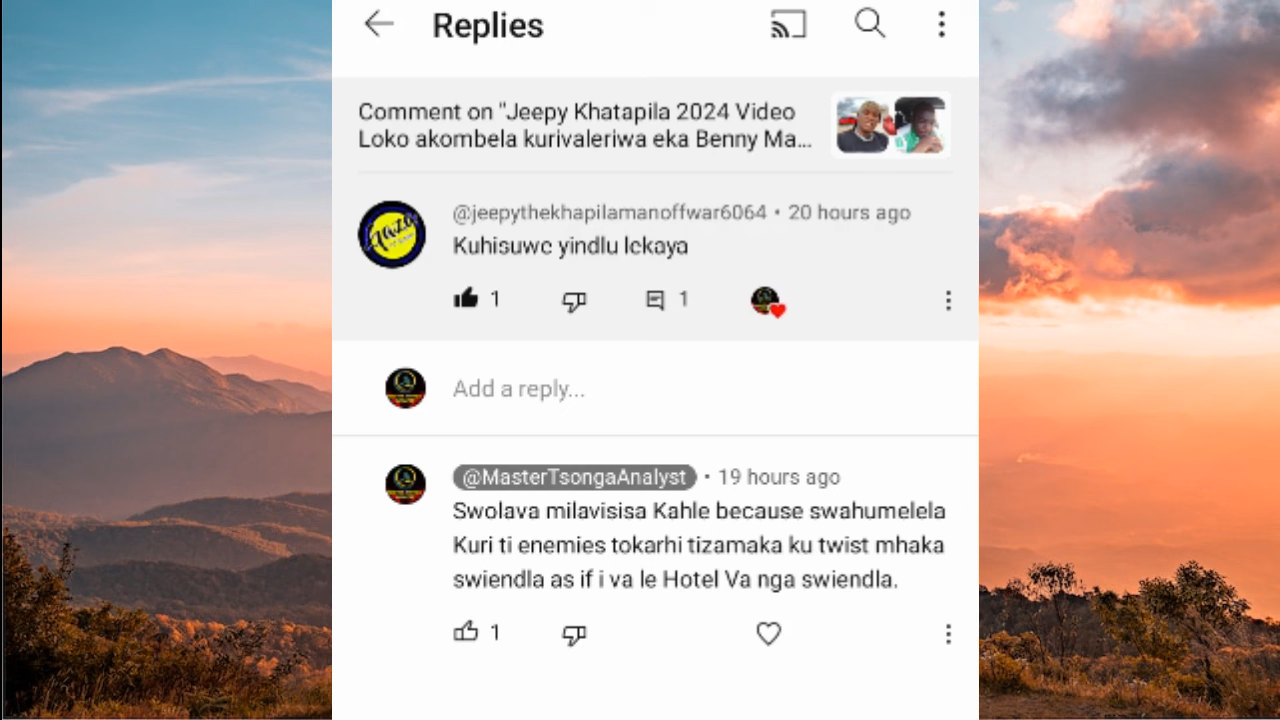 Replies
Comment on "Jeepy Khatapila 2024 Video
Loko akombela kurivaleriwa eka Benny Ma...
@jeepythekhapilamanoffwar6064 • 20 hours ago
Kuhisuwe yindlu lekaya
1
1
Add a reply...
@MasterTsongaAnalyst • 19 hours ago
Swolava milavisisa Kahle because swahumelela
Kuri ti enemies tokarhi tizamaka ku twist mhaka
swiendla as if i va le Hotel Va nga swiendla.
1